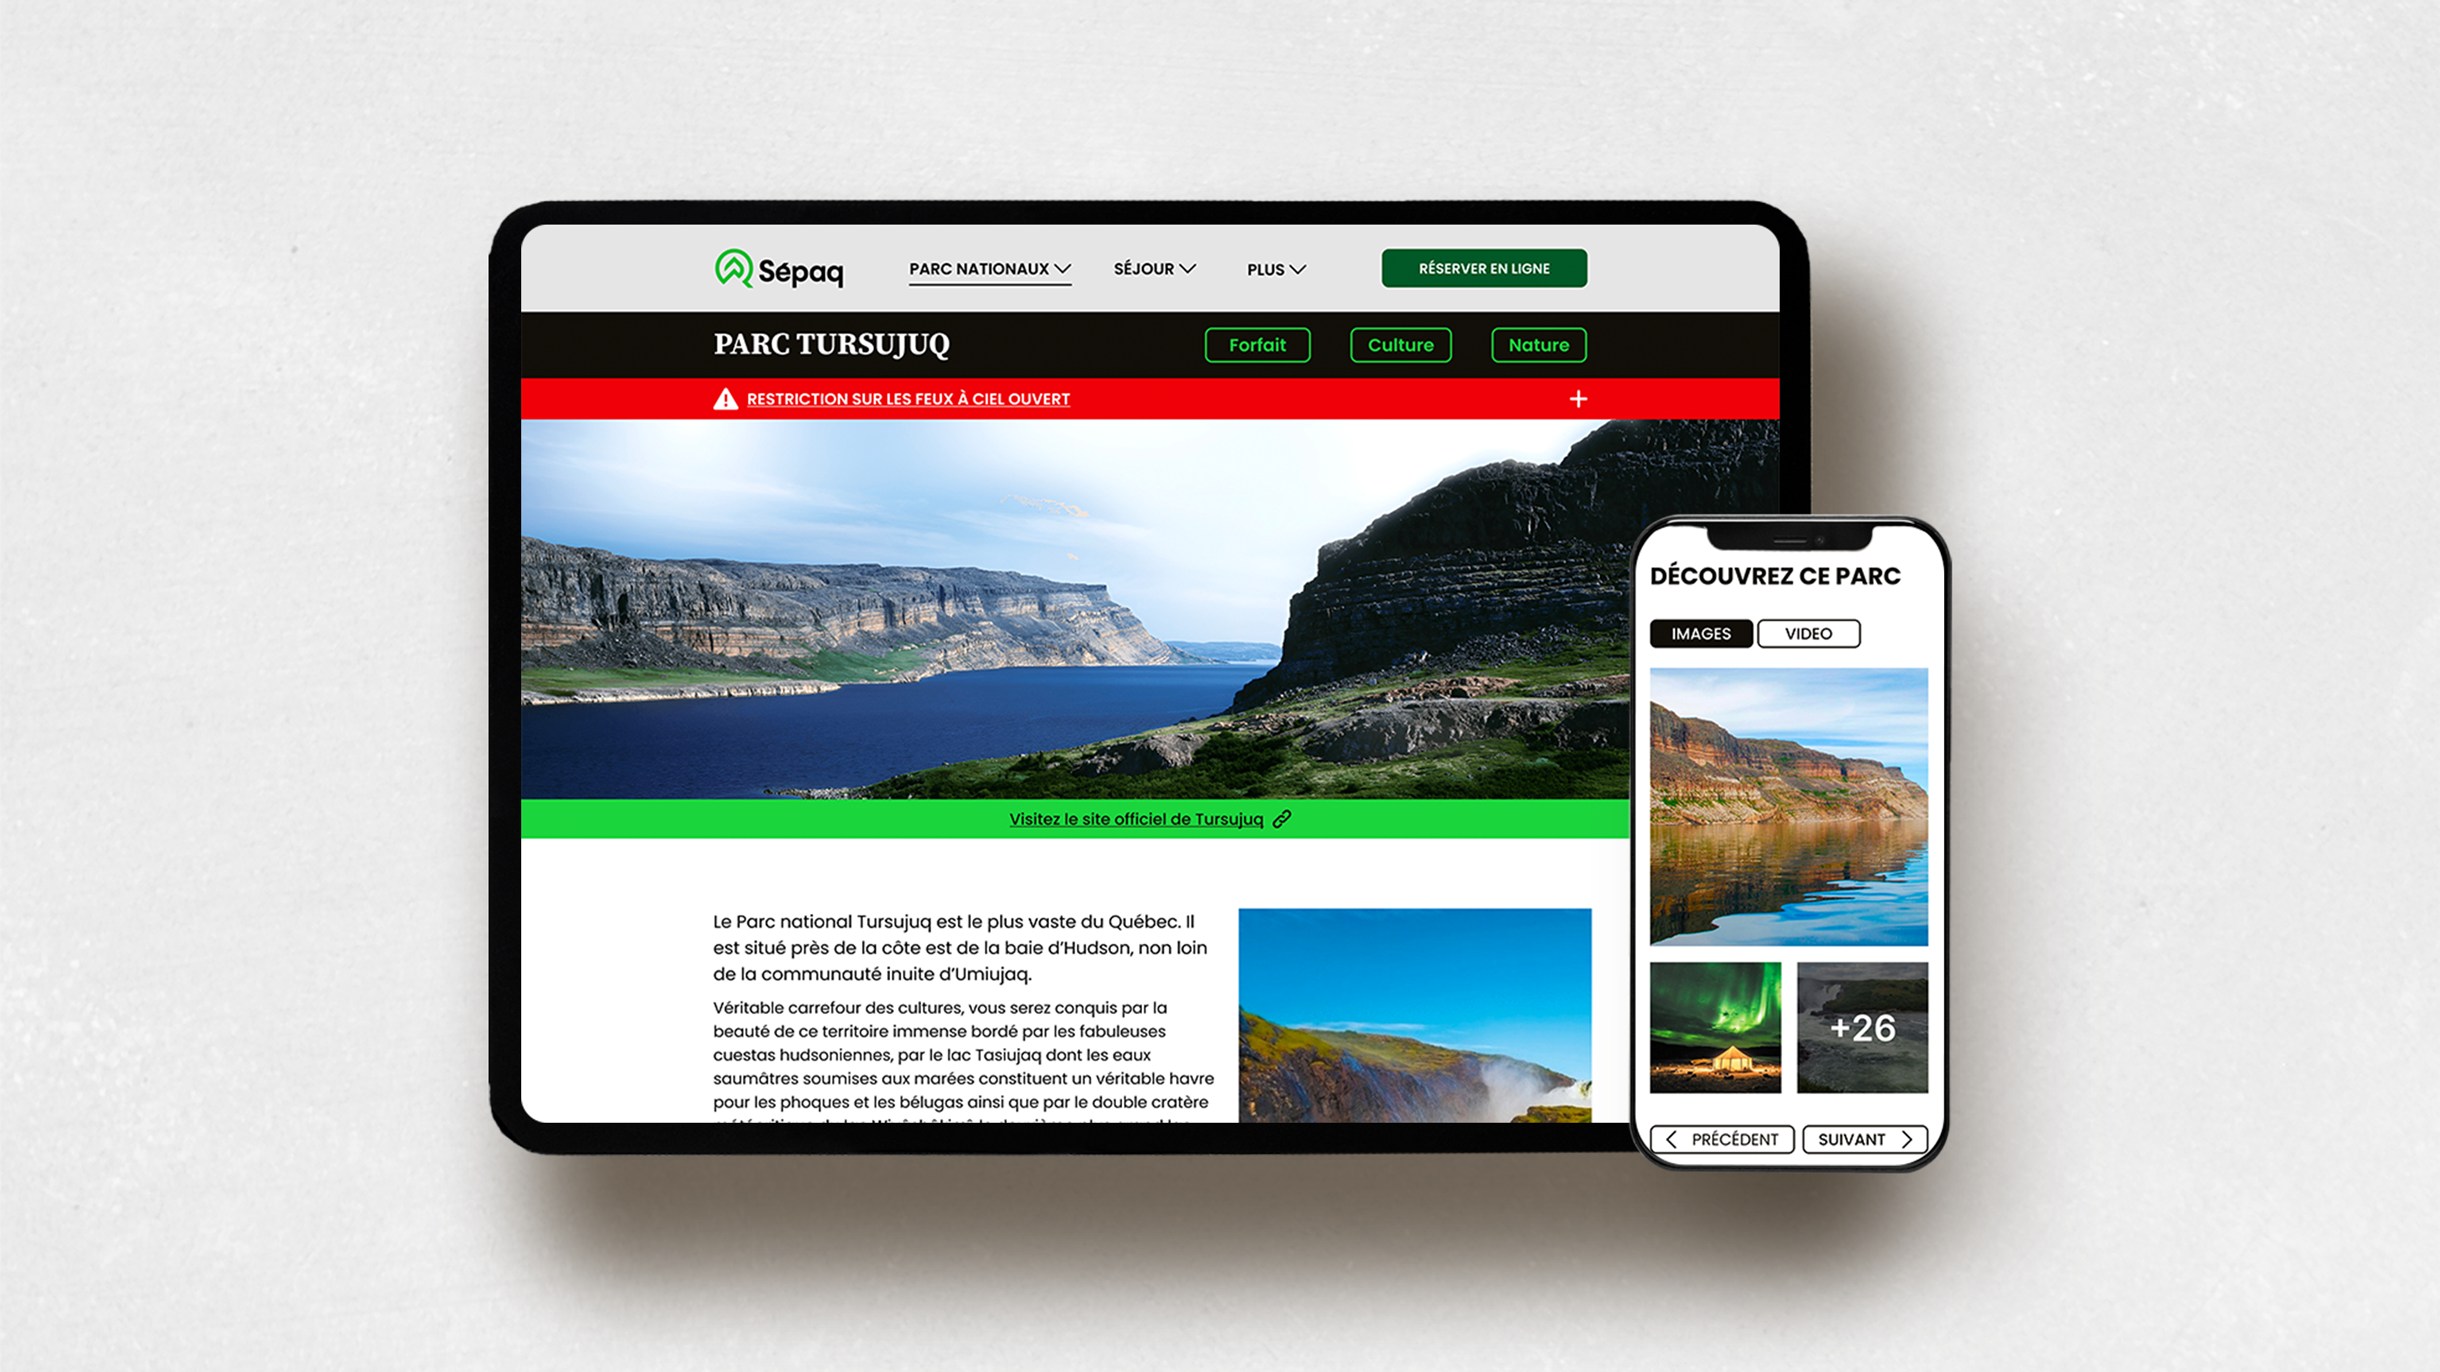 Sépaq
PARC NATIONAUX
SÉJOUR
PLUS
RÉSERVER EN LIGNE
PARC TURSUJUQ
Forfait
Culture
Nature
RESTRICTION SUR LES FEUX À CIEL OUVERT
Visitez le site officiel de Tursujuq
Le Parc national Tursujuq est le plus vaste du Québec. Il
est situé près de la côte est de la baie d’Hudson, non loin
de la communauté inuite d’Umiujaq.
Véritable carrefour des cultures, vous serez conquis par la
beauté de ce territoire immense bordé par les fabuleuses
cuestas hudsoniennes, par le lac Tasiujaq dont les eaux
saumâtres soumises aux marées constituent un véritable havre
pour les phoques et les bélugas ainsi que par le double cratère
DÉCOUVREZ CE PARC
IMAGES
VIDEO
+26
PRÉCÉDENT
SUIVANT